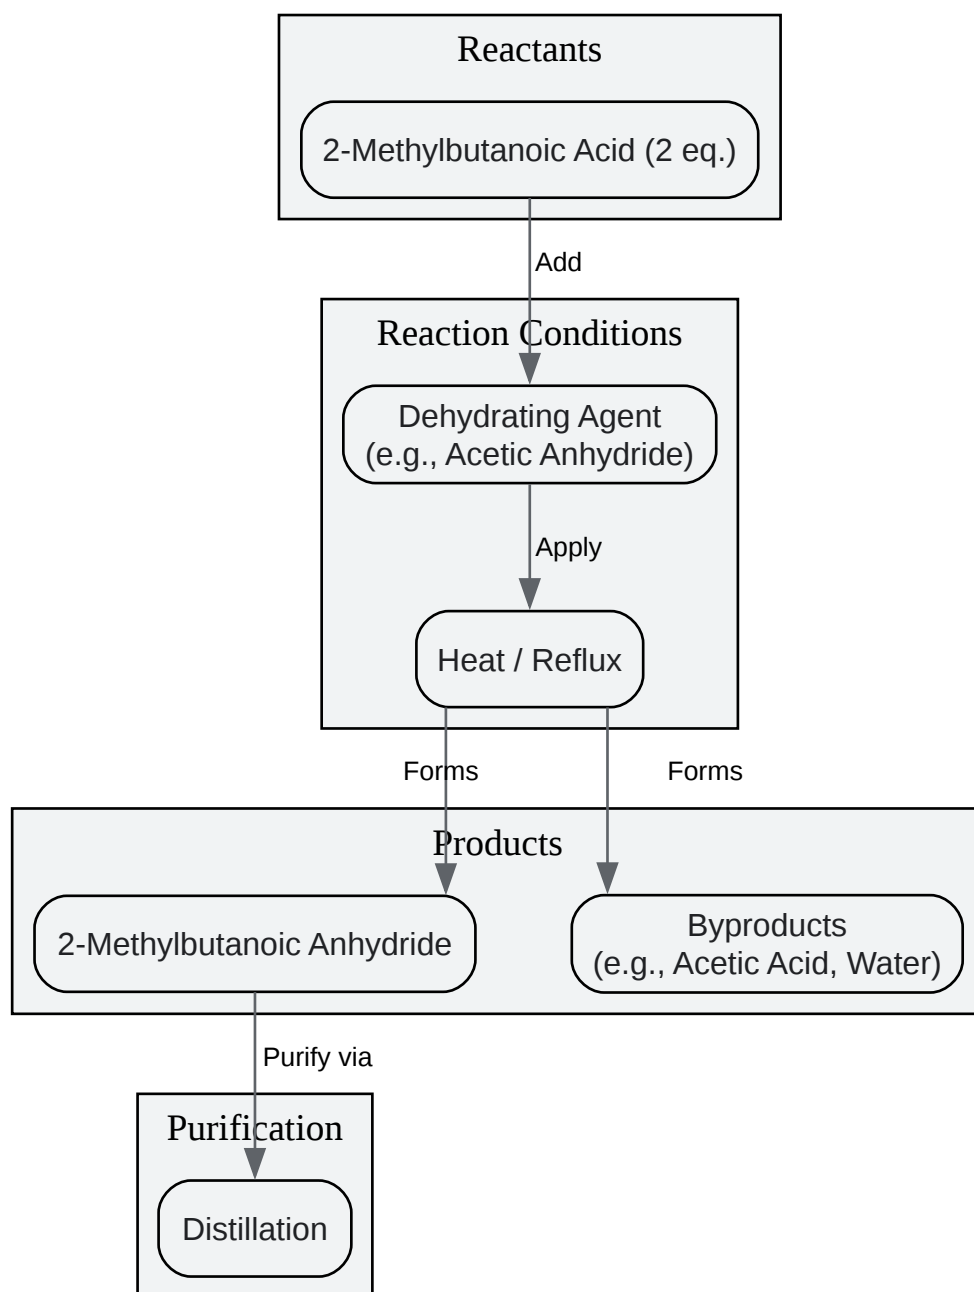 Reactants
2-Methylbutanoic Acid (2 eq.)
Add
Reaction Conditions
Dehydrating Agent
(e.g., Acetic Anhydride)
Apply
Heat / Reflux
Forms
Forms
Products
2-Methylbutanoic Anhydride
Byproducts
(e.g., Acetic Acid, Water)
Purify via
Purification
Distillation